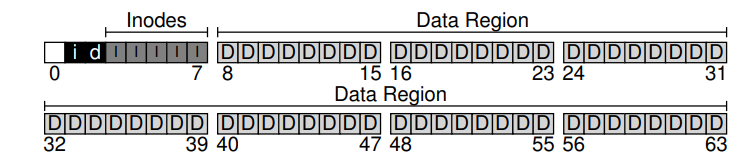 Inodes Data Region
i d I I I I I D D D D D D D D D D D D D D D D D D D D D D D D
0 7 8 15 16 23 24 31
Data Region
D D D D D D D D D D D D D D D D D D D D D D D D D D D D D D D D
32 39 40 47 48 55 56 63